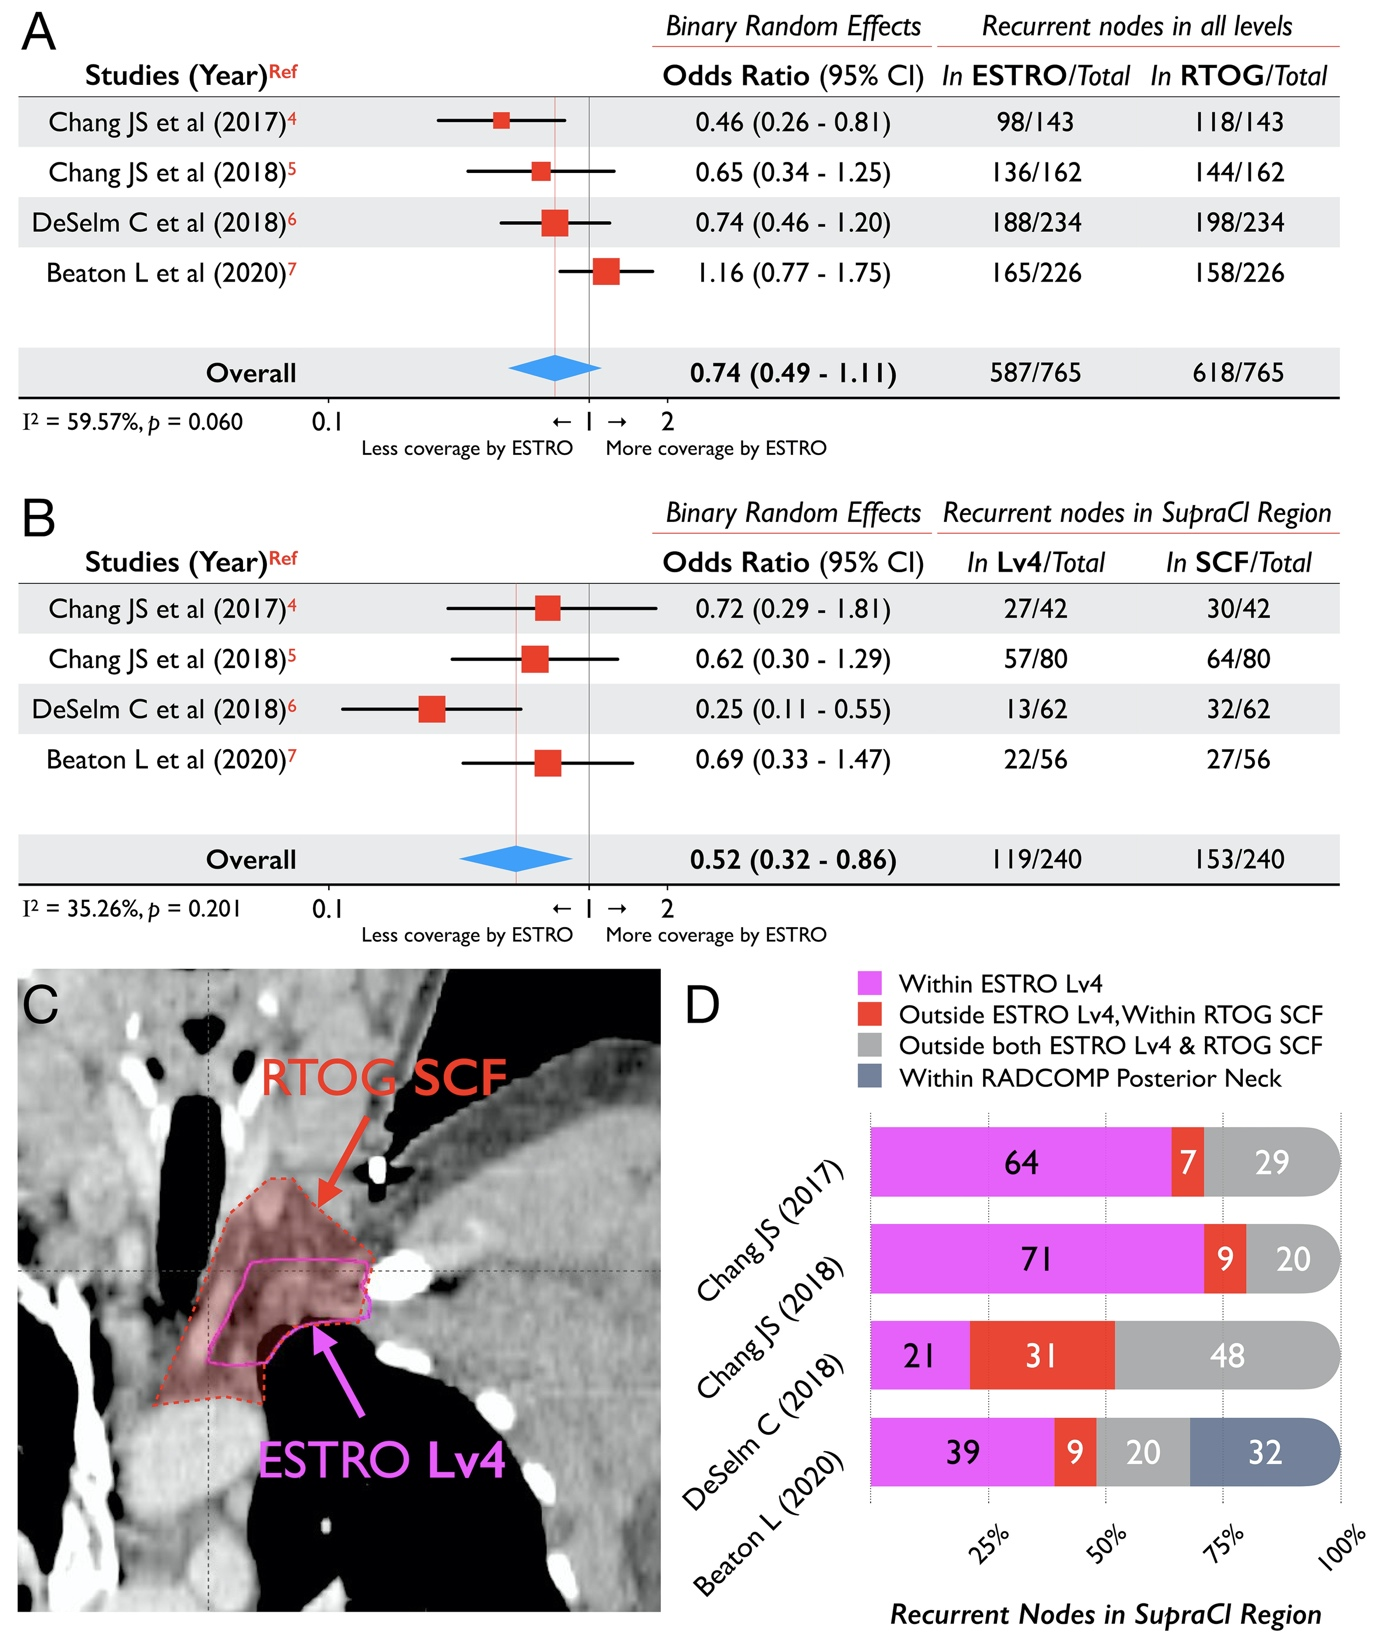 A
Binary Random Effects Recurrent nodes in all levels
Studies (Year)Ref Odds Ratio (95% CI) In ESTRO/Total In RTOG/Total
Chang JS et al (2017)4 0.46 (0.26 - 0.81) 98/143 118/143
Chang JS et al (2018)5 0.65 (0.34 - 1.25) 136/162 144/162
DeSelm C et al (2018)6 0.74 (0.46 - 1.20) 188/234 198/234
Beaton L et al (2020)7 1.16 (0.77 - 1.75) 165/226 158/226
Overall 0.74 (0.49 - 1.11) 587/765 618/765
I² = 59.57%, p = 0.060 0.1 ← 1 → 2
Less coverage by ESTRO More coverage by ESTRO
B
Binary Random Effects Recurrent nodes in SupraCl Region
Studies (Year)Ref Odds Ratio (95% CI) In Lv4/Total In SCF/Total
Chang JS et al (2017)4 0.72 (0.29 - 1.81) 27/42 30/42
Chang JS et al (2018)5 0.62 (0.30 - 1.29) 57/80 64/80
DeSelm C et al (2018)6 0.25 (0.11 - 0.55) 13/62 32/62
Beaton L et al (2020)7 0.69 (0.33 - 1.47) 22/56 27/56
Overall 0.52 (0.32 - 0.86) 119/240 153/240
I² = 35.26%, p = 0.201 0.1 ← 1 → 2
Less coverage by ESTRO More coverage by ESTRO
C
RTOG SCF
ESTRO Lv4
D
Within ESTRO Lv4
Outside ESTRO Lv4, Within RTOG SCF
Outside both ESTRO Lv4 & RTOG SCF
Within RADCOMP Posterior Neck
Chang JS (2017) 64 7 29
Chang JS (2018) 71 9 20
DeSelm C (2018) 21 31 48
Beaton L (2020) 39 9 20 32
25% 50% 75% 100%
Recurrent Nodes in SupraCl Region